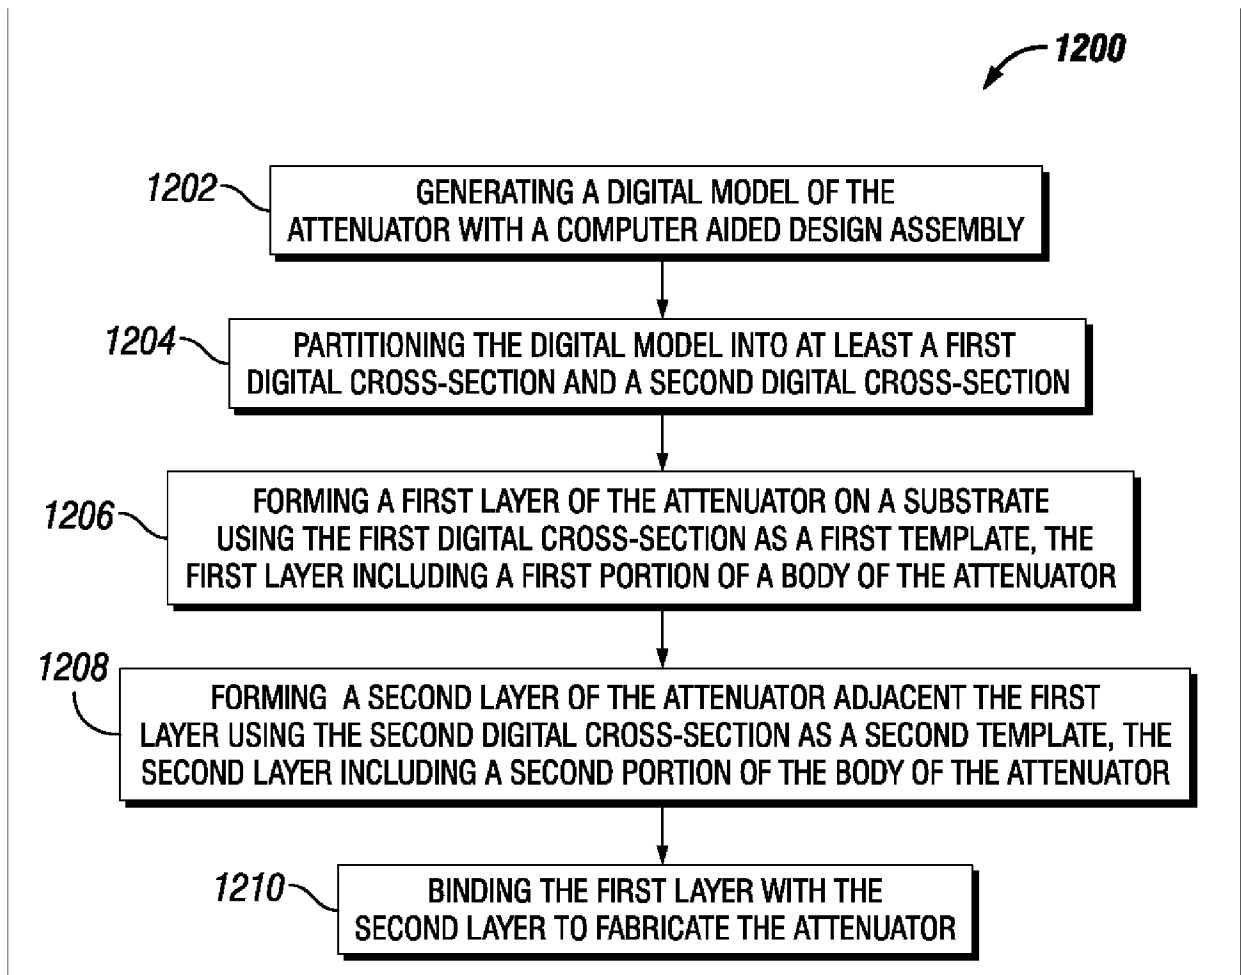 1200
1202
GENERATING A DIGITAL MODEL OF THE
ATTENUATOR WITH A COMPUTER AIDED DESIGN ASSEMBLY
1204
PARTITIONING THE DIGITAL MODEL INTO AT LEAST A FIRST
DIGITAL CROSS-SECTION AND A SECOND DIGITAL CROSS-SECTION
1206
FORMING A FIRST LAYER OF THE ATTENUATOR ON A SUBSTRATE
USING THE FIRST DIGITAL CROSS-SECTION AS A FIRST TEMPLATE, THE
FIRST LAYER INCLUDING A FIRST PORTION OF A BODY OF THE ATTENUATOR
1208
FORMING A SECOND LAYER OF THE ATTENUATOR ADJACENT THE FIRST
LAYER USING THE SECOND DIGITAL CROSS-SECTION AS A SECOND TEMPLATE, THE
SECOND LAYER INCLUDING A SECOND PORTION OF THE BODY OF THE ATTENUATOR
1210
BINDING THE FIRST LAYER WITH THE
SECOND LAYER TO FABRICATE THE ATTENUATOR